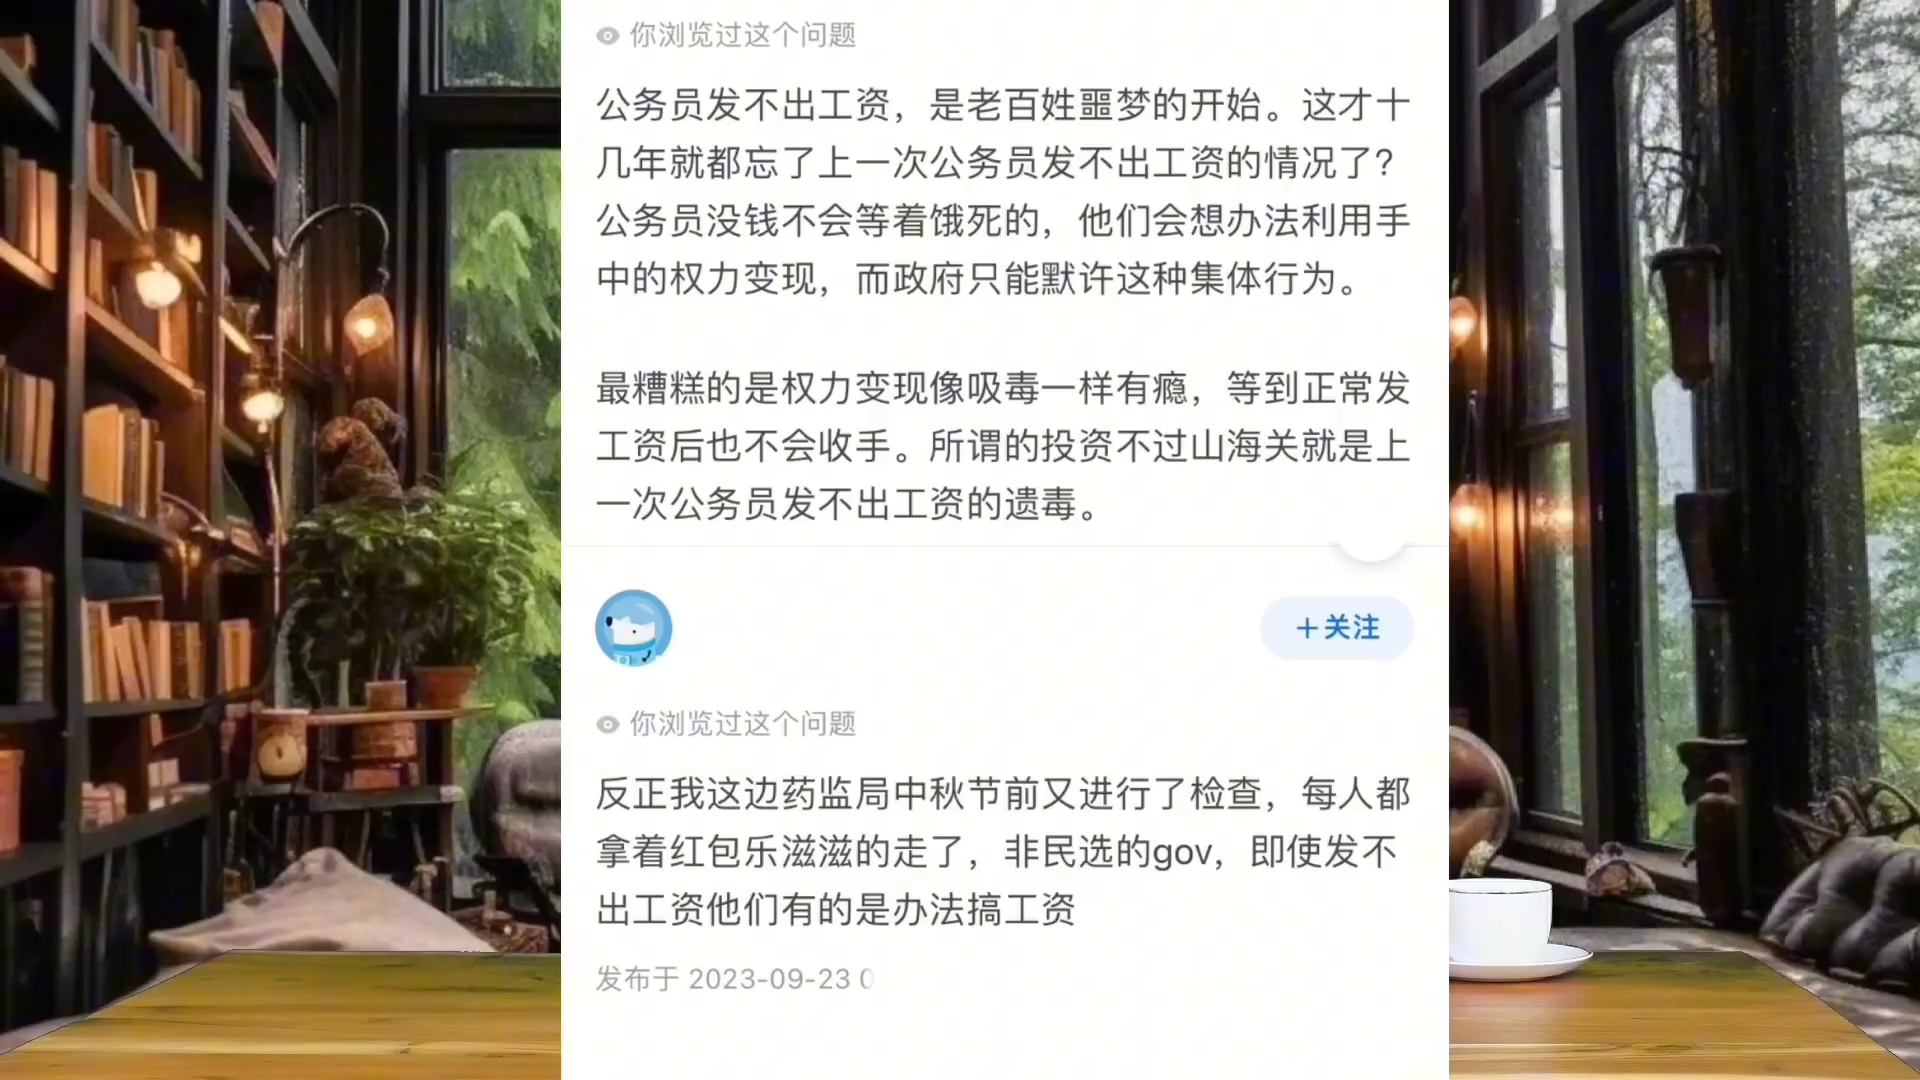 你浏览过这个问题
公务员发不出工资，是老百姓噩梦的开始。这才十
几年就都忘了上一次公务员发不出工资的情况了？
公务员没钱不会等着饿死的，他们会想办法利用手
中的权力变现，而政府只能默许这种集体行为。
最糟糕的是权力变现像吸毒一样有瘾，等到正常发
工资后也不会收手。所谓的投资不过山海关就是上
一次公务员发不出工资的遗毒。
＋关注
你浏览过这个问题
反正我这边药监局中秋节前又进行了检查，每人都
拿着红包乐滋滋的走了，非民选的gov，即使发不
出工资他们有的是办法搞工资
发布于 2023-09-23 0